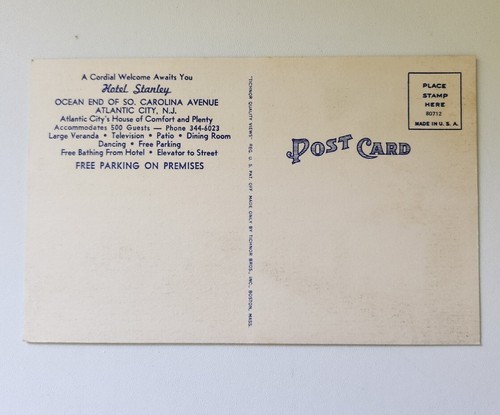 A Cordial Welcome Awaits You
Hotel Stanley
OCEAN END OF SO. CAROLINA AVENUE
ATLANTIC CITY, N.J.
Atlantic City's House of Comfort and Plenty
Accommodates 500 Guests — Phone 344-6023
Large Veranda • Television • Patio • Dining Room
Dancing • Free Parking
Free Bathing From Hotel • Elevator to Street
FREE PARKING ON PREMISES
"TICHNOR QUALITY VIEWS" REG. U. S. PAT. OFF. MADE ONLY BY TICHNOR BROS., INC., BOSTON, MASS.
POST CARD
PLACE
STAMP
HERE
80712
MADE IN U. S. A.